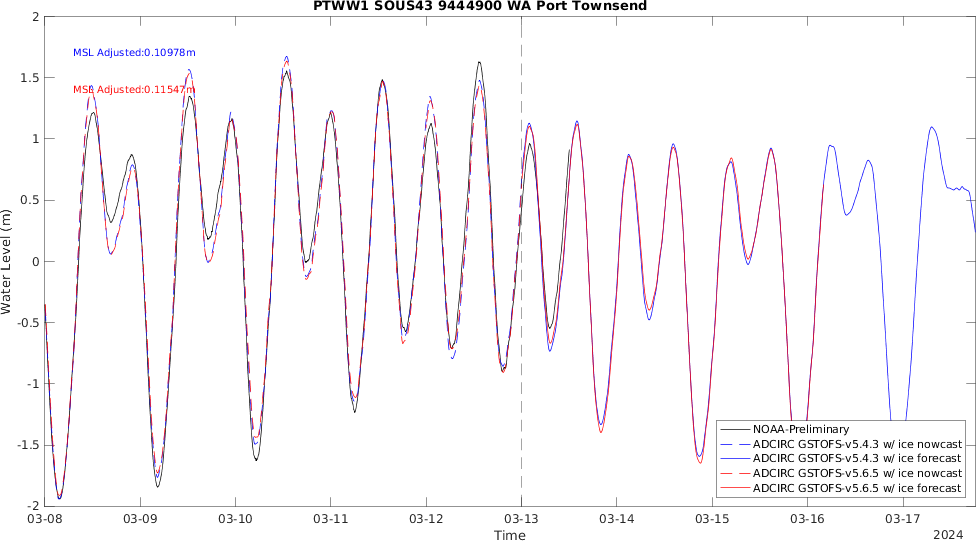 PTWW1 SOUS43 9444900 WA Port Townsend
2
1.5
1
0.5
0
-0.5
-1
-1.5
-2
Water Level (m)
MSL Adjusted:0.10978m
MSL Adjusted:0.11547m
NOAA-Preliminary
ADCIRC GSTOFS-v5.4.3 w/ ice nowcast
ADCIRC GSTOFS-v5.4.3 w/ ice forecast
ADCIRC GSTOFS-v5.6.5 w/ ice nowcast
ADCIRC GSTOFS-v5.6.5 w/ ice forecast
03-08 03-09 03-10 03-11 03-12 03-13 03-14 03-15 03-16 03-17
Time
2024